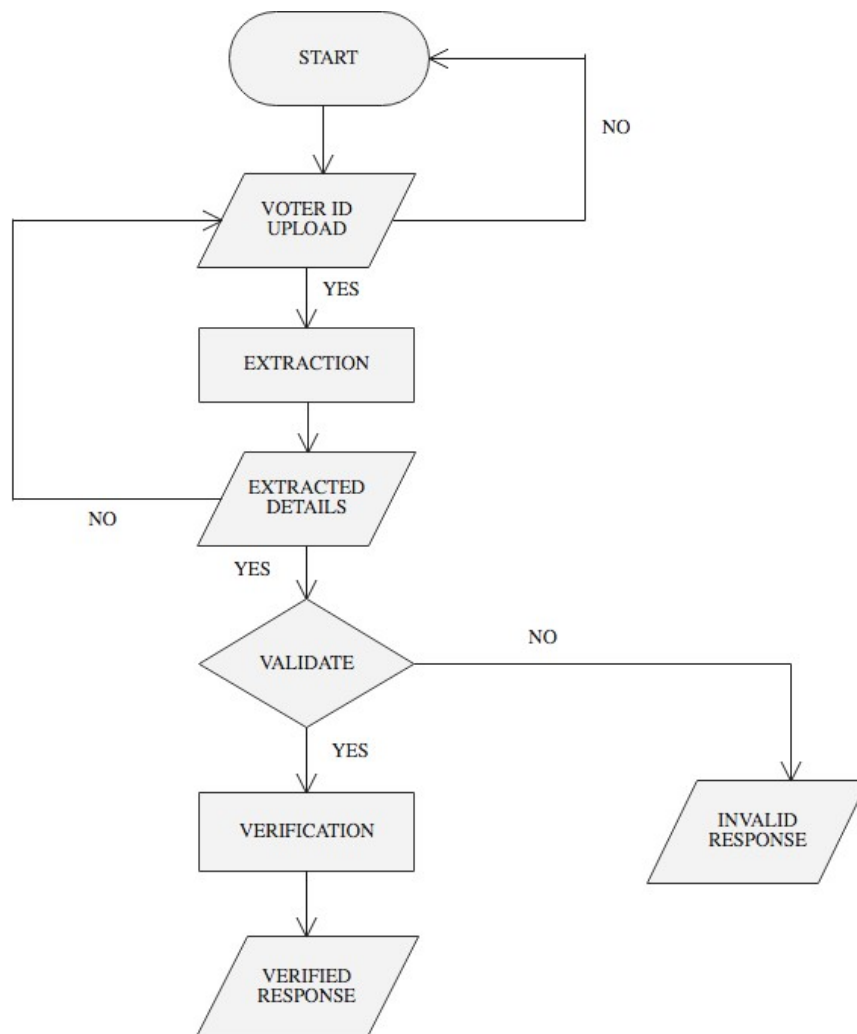 START
NO
VOTER ID
UPLOAD
YES
EXTRACTION
EXTRACTED
DETAILS
NO
YES
VALIDATE
NO
YES
VERIFICATION
INVALID
RESPONSE
VERIFIED
RESPONSE